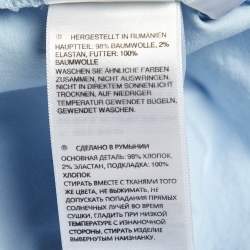 HERGESTELLT IN RUMÄNIEN
HAUPTTEIL: 98% BAUMWOLLE, 2%
ELASTAN, FUTTER: 100%
BAUMWOLLE
WASCHEN SIE ÄHNLICHE FARBEN
ZUSAMMEN, NICHT AUSWRINGEN,
NICHT IN DIREKTEM SONNENLICHT
TROCKNEN, AUF NIEDRIGER
TEMPERATUR GEWENDET BÜGELN,
GEWENDET WASCHEN.
СДЕЛАНО В РУМЫНИИ
ОСНОВНАЯ ДЕТАЛЬ: 98% ХЛОПОК,
2% ЭЛАСТАН, ПОДКЛАДКА: 100%
ХЛОПОК
СТИРАТЬ ВМЕСТЕ С ТКАНЯМИ ТОГО
ЖЕ ЦВЕТА, НЕ ВЫЖИМАТЬ, НЕ
ДОПУСКАТЬ ПОПАДАНИЯ ПРЯМЫХ
СОЛНЕЧНЫХ ЛУЧЕЙ ВО ВРЕМЯ
СУШКИ, ГЛАДИТЬ ПРИ НИЗКОЙ
ТЕМПЕРАТУРЕ С ИЗНАНКИ,
СТИРАТЬ ИЗДЕЛИЕ
ВЫВЕРНУТЫМ НАИЗНАНКУ.